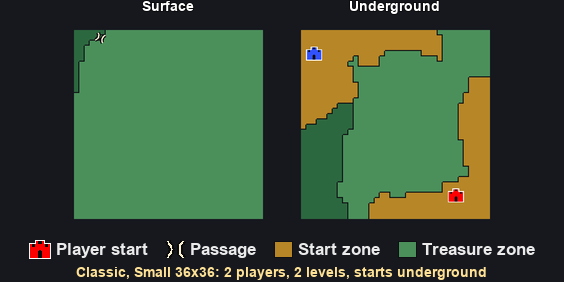 Surface Underground
Player start Passage Start zone Treasure zone
Classic, Small 36x36: 2 players, 2 levels, starts underground